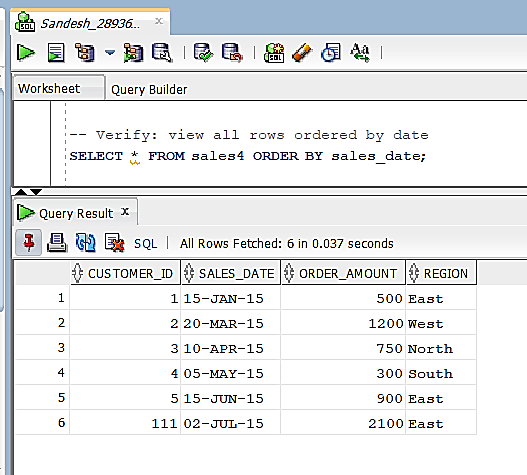 Sandesh_28936...
SQL
Worksheet Query Builder
-- Verify: view all rows ordered by date
SELECT * FROM sales4 ORDER BY sales_date;
Query Result x
SQL | All Rows Fetched: 6 in 0.037 seconds
CUSTOMER_ID SALES_DATE ORDER_AMOUNT REGION
1 1 15-JAN-15 500 East
2 2 20-MAR-15 1200 West
3 3 10-APR-15 750 North
4 4 05-MAY-15 300 South
5 5 15-JUN-15 900 East
6 111 02-JUL-15 2100 East